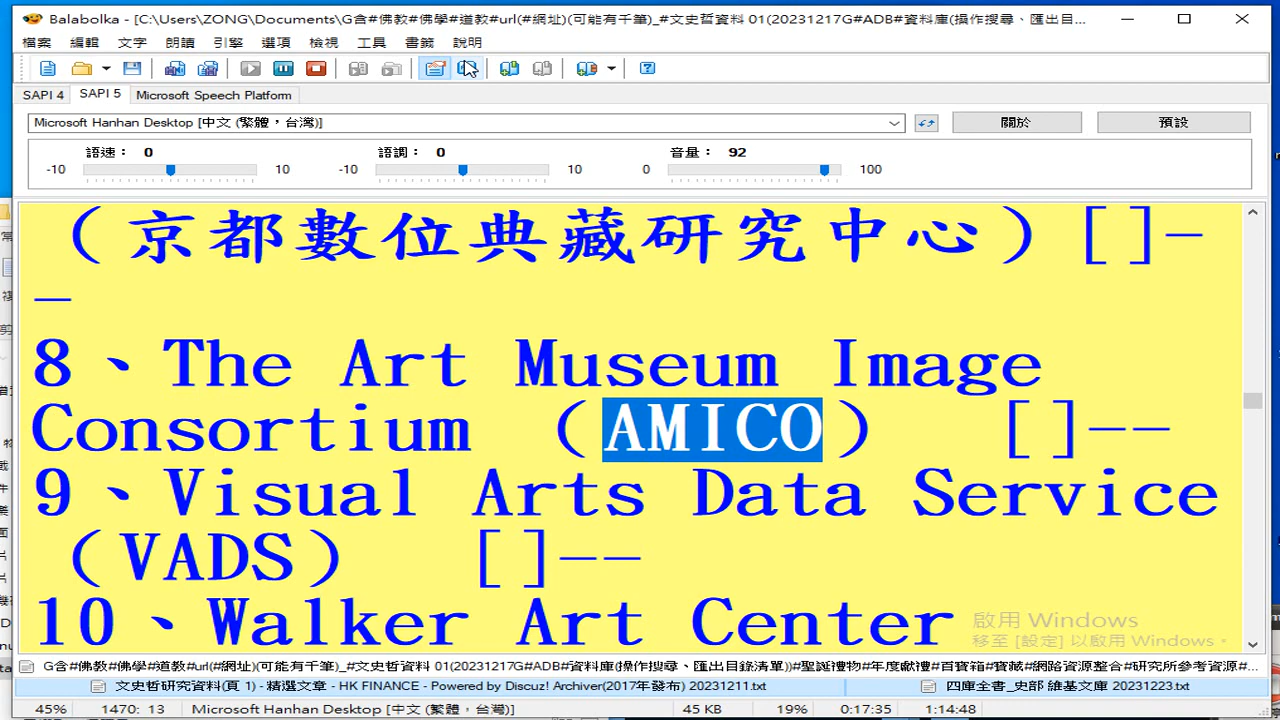 Balabolka - [C:\Users\ZONG\Documents\G含#佛教#佛學#道教#url(#網址)(可能有千筆)_#文史哲資料 01(20231217G#ADB#資料庫(操作搜尋、匯出目...
檔案 編輯 文字 朗讀 引擎 選項 檢視 工具 書籤 說明
SAPI 4 SAPI 5 Microsoft Speech Platform
Microsoft Hanhan Desktop [中文 (繁體，台灣)] 關於 預設
語速： 0 語調： 0 音量： 92
-10 10 -10 10 0 100
（京都數位典藏研究中心）[]-
-
8、The Art Museum Image
Consortium （AMICO） []--
9、Visual Arts Data Service
（VADS） []--
10、Walker Art Center
啟用 Windows
移至 [設定] 以啟用 Windows。
G含#佛教#佛學#道教#url(#網址)(可能有千筆)_#文史哲資料 01(20231217G#ADB#資料庫(操作搜尋、匯出目錄清單))#聖誕禮物#年度獻禮#百寶箱#寶藏#網路資源整合#研究所參考資源#...
文史哲研究資料(頁 1) - 精選文章 - HK FINANCE - Powered by Discuz! Archiver(2017年發布) 20231211.txt 四庫全書_史部 維基文庫 20231223.txt
45% 1470: 13 Microsoft Hanhan Desktop [中文 (繁體，台灣)] 45 KB 19% 0:17:35 1:14:48